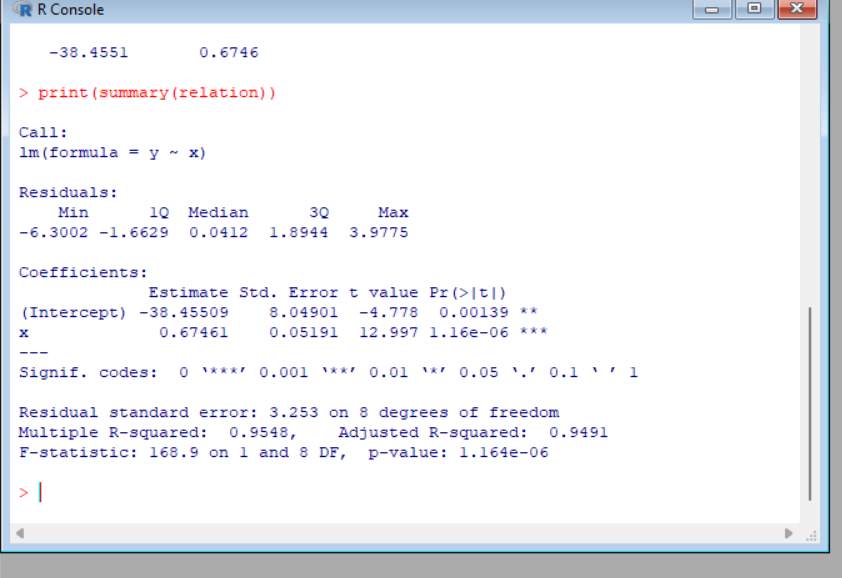 R Console
-38.4551 0.6746
> print(summary(relation))
Call:
lm(formula = y ~ x)
Residuals:
Min 1Q Median 3Q Max
-6.3002 -1.6629 0.0412 1.8944 3.9775
Coefficients:
Estimate Std. Error t value Pr(>|t|)
(Intercept) -38.45509 8.04901 -4.778 0.00139 **
x 0.67461 0.05191 12.997 1.16e-06 ***
---
Signif. codes: 0 ‘***’ 0.001 ‘**’ 0.01 ‘*’ 0.05 ‘.’ 0.1 ‘ ’ 1
Residual standard error: 3.253 on 8 degrees of freedom
Multiple R-squared: 0.9548, Adjusted R-squared: 0.9491
F-statistic: 168.9 on 1 and 8 DF, p-value: 1.164e-06
>